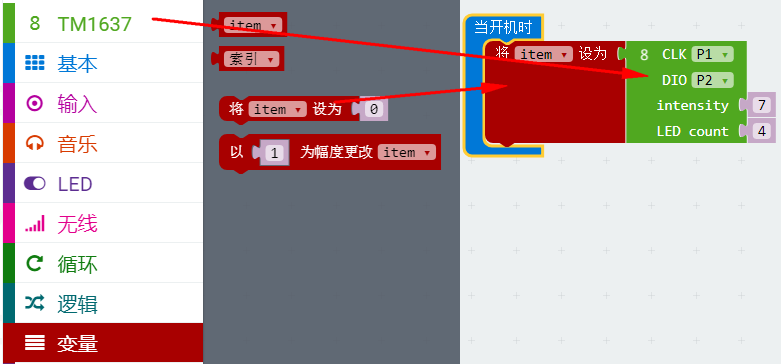 8 TM1637
基本
输入
音乐
LED
无线
循环
逻辑
变量
item
索引
将 item 设为 0
以 1 为幅度更改 item
当开机时
将 item 设为 8 CLK P1
DIO P2
intensity 7
LED count 4